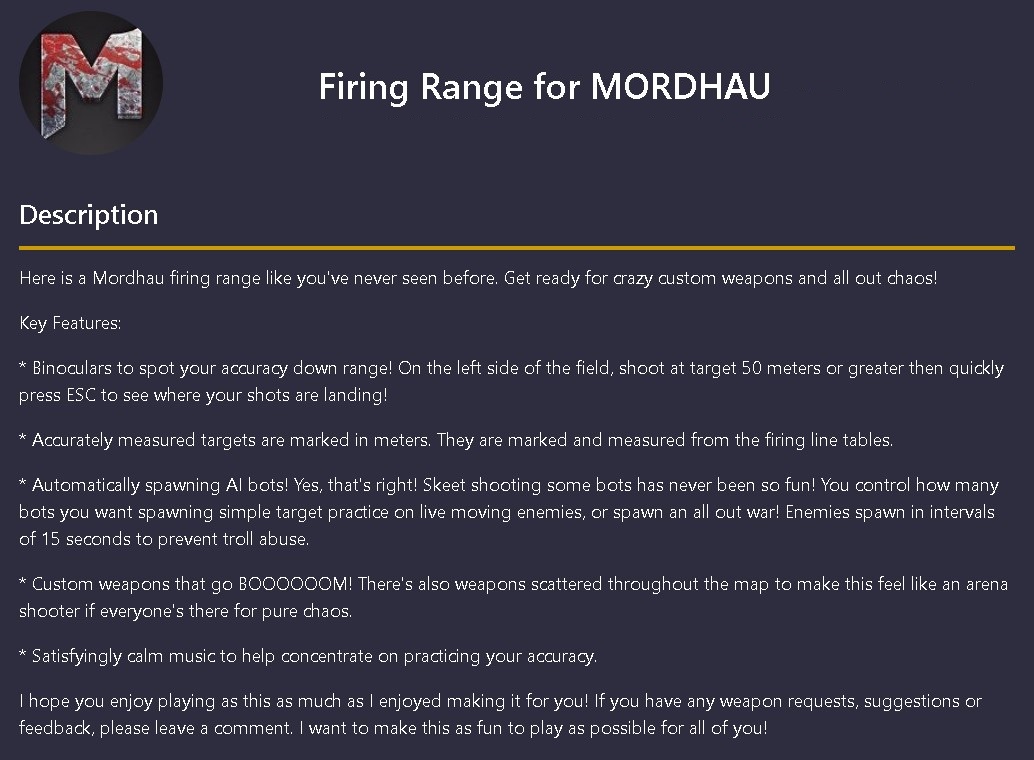 M
Firing Range for MORDHAU
Description
Here is a Mordhau firing range like you've never seen before. Get ready for crazy custom weapons and all out chaos!
Key Features:
* Binoculars to spot your accuracy down range! On the left side of the field, shoot at target 50 meters or greater then quickly
press ESC to see where your shots are landing!
* Accurately measured targets are marked in meters. They are marked and measured from the firing line tables.
* Automatically spawning AI bots! Yes, that's right! Skeet shooting some bots has never been so fun! You control how many
bots you want spawning simple target practice on live moving enemies, or spawn an all out war! Enemies spawn in intervals
of 15 seconds to prevent troll abuse.
* Custom weapons that go BOOOOOOM! There's also weapons scattered throughout the map to make this feel like an arena
shooter if everyone's there for pure chaos.
* Satisfyingly calm music to help concentrate on practicing your accuracy.
I hope you enjoy playing as this as much as I enjoyed making it for you! If you have any weapon requests, suggestions or
feedback, please leave a comment. I want to make this as fun to play as possible for all of you!